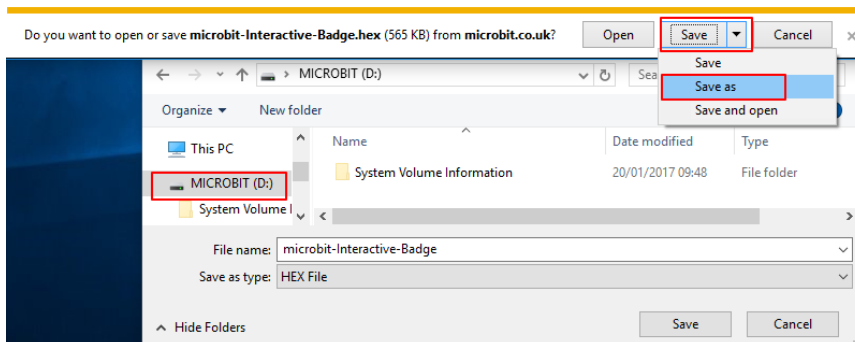 Do you want to open or save microbit-Interactive-Badge.hex (565 KB) from microbit.co.uk? Open Save Cancel
Save
Save as
Save and open
MICROBIT (D:)
Organize New folder
This PC Name Date modified Type
System Volume Information 20/01/2017 09:48 File folder
MICROBIT (D:)
System Volume
File name: microbit-Interactive-Badge
Save as type: HEX File
Hide Folders Save Cancel